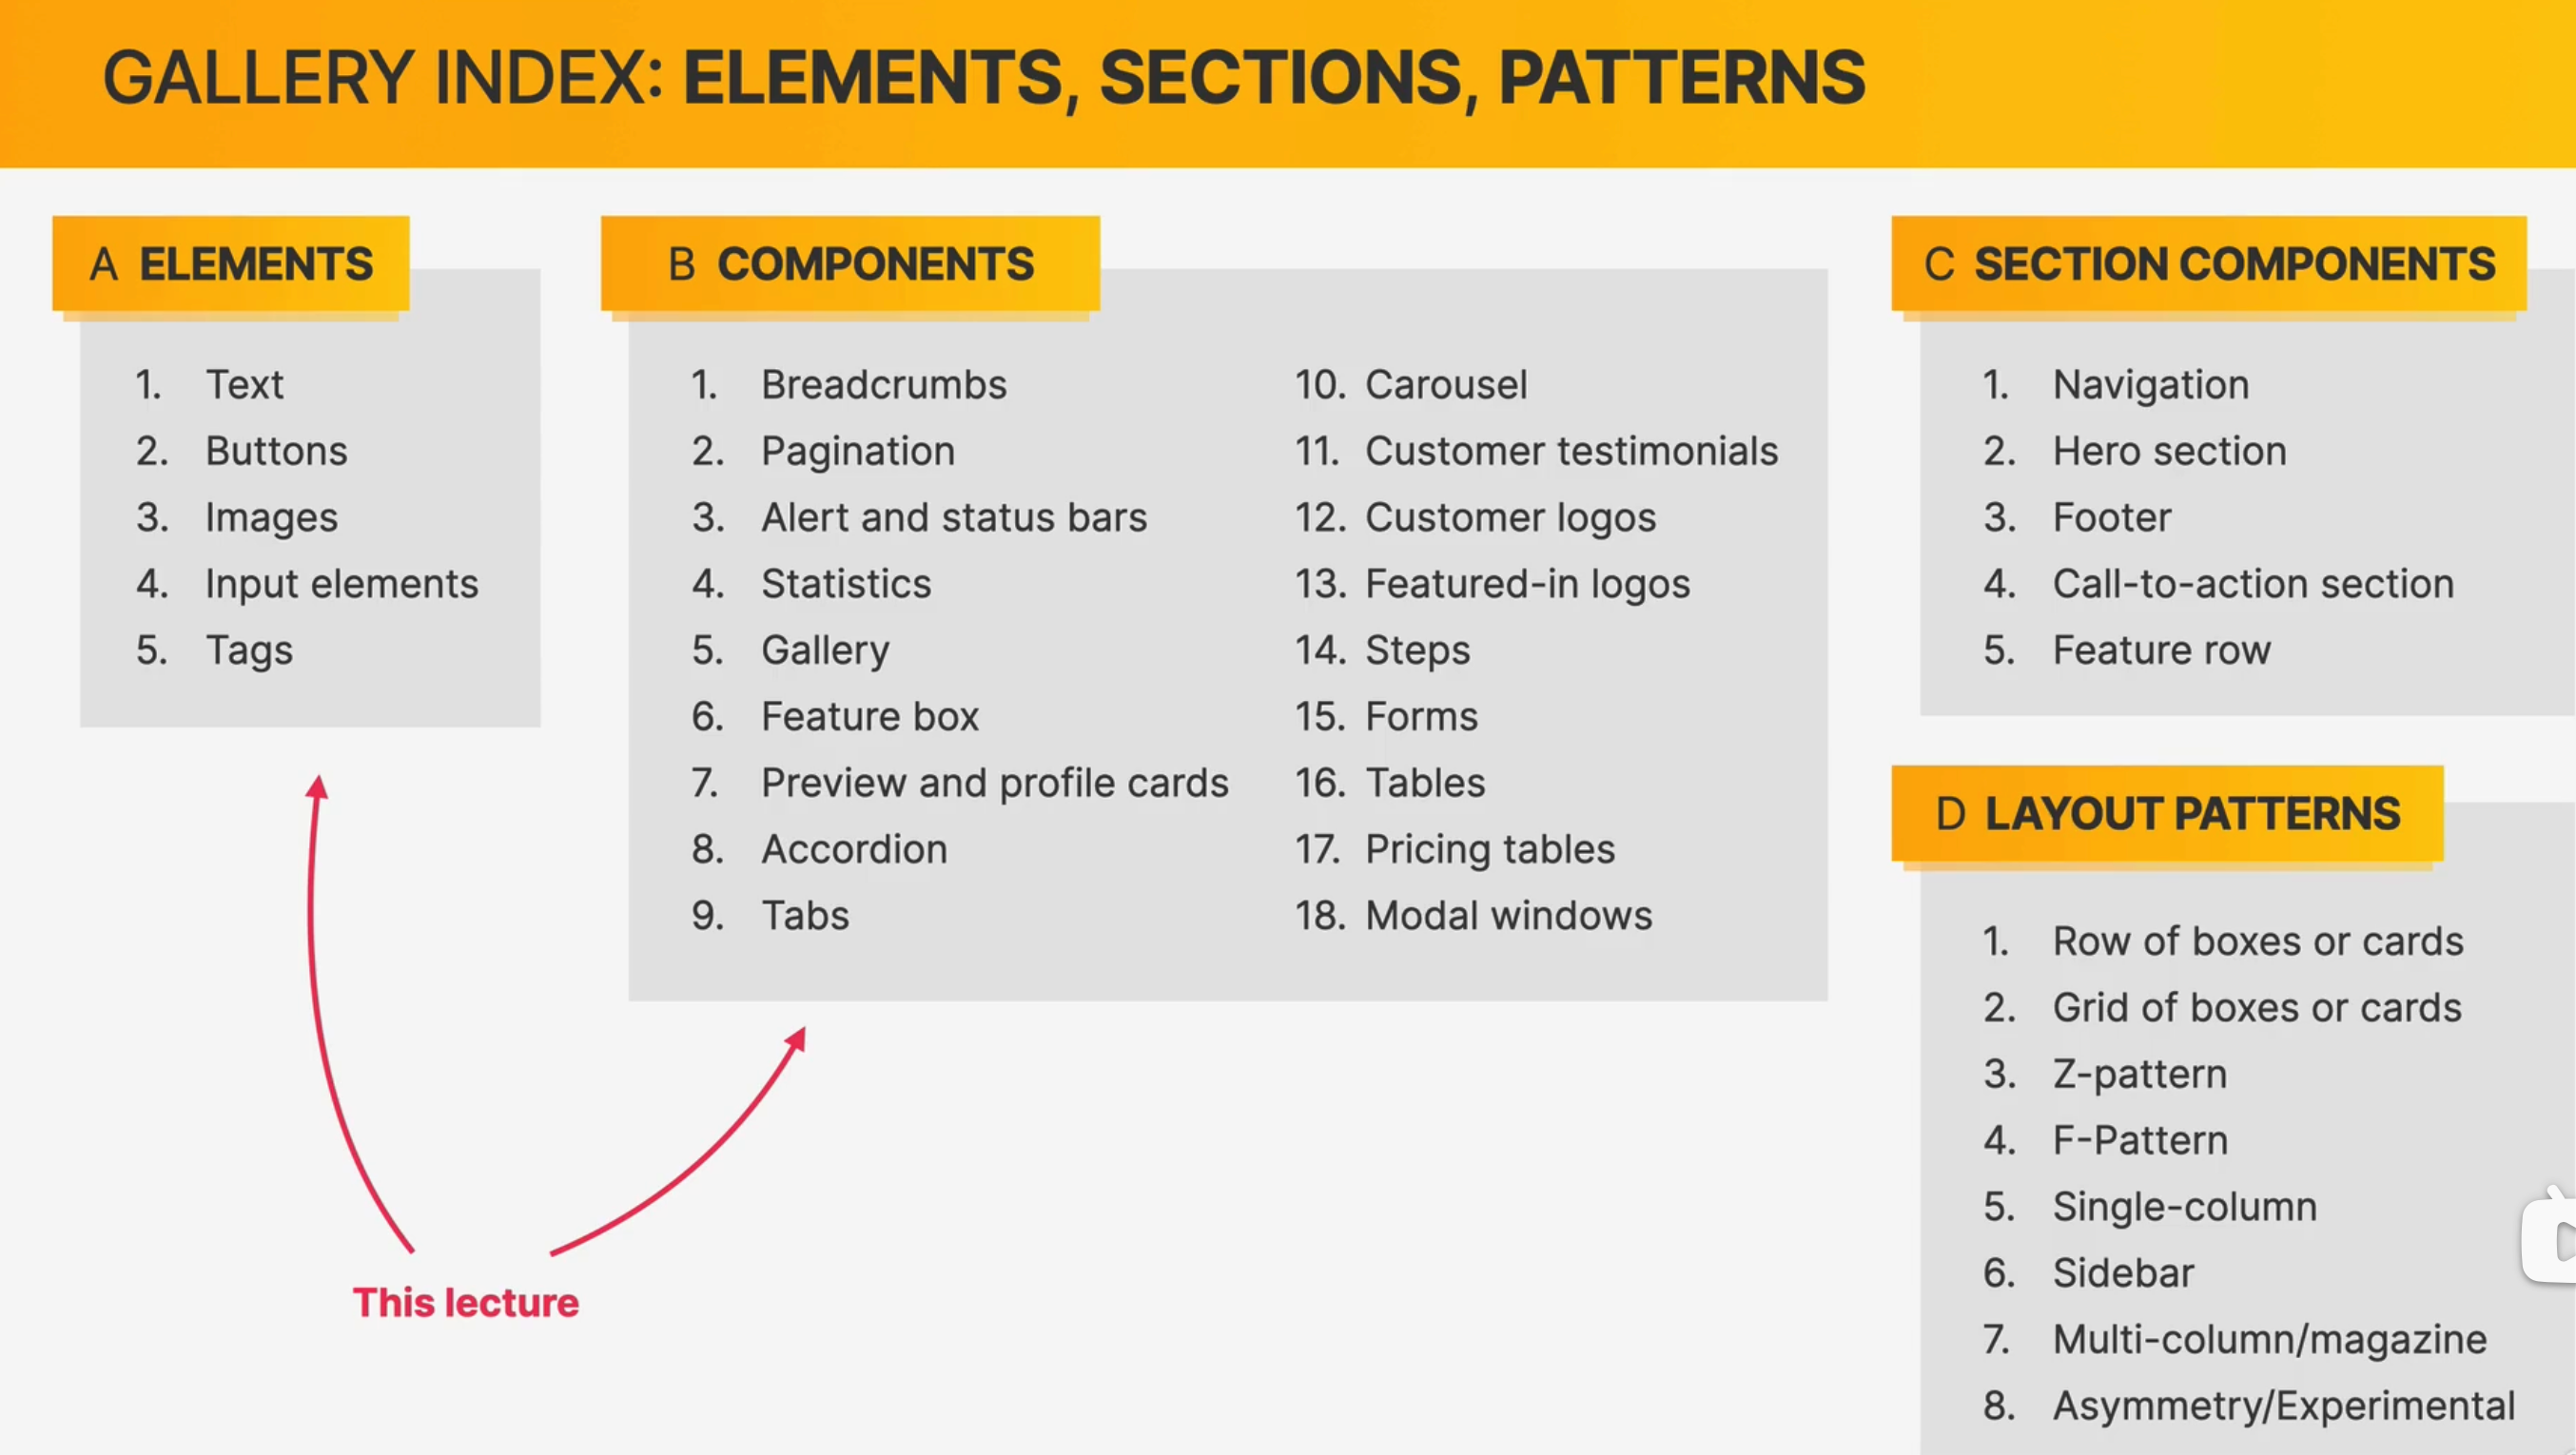 GALLERY INDEX: ELEMENTS, SECTIONS, PATTERNS
A ELEMENTS
1. Text
2. Buttons
3. Images
4. Input elements
5. Tags
B COMPONENTS
1. Breadcrumbs
2. Pagination
3. Alert and status bars
4. Statistics
5. Gallery
6. Feature box
7. Preview and profile cards
8. Accordion
9. Tabs
10. Carousel
11. Customer testimonials
12. Customer logos
13. Featured-in logos
14. Steps
15. Forms
16. Tables
17. Pricing tables
18. Modal windows
C SECTION COMPONENTS
1. Navigation
2. Hero section
3. Footer
4. Call-to-action section
5. Feature row
D LAYOUT PATTERNS
1. Row of boxes or cards
2. Grid of boxes or cards
3. Z-pattern
4. F-Pattern
5. Single-column
6. Sidebar
7. Multi-column/magazine
8. Asymmetry/Experimental
This lecture